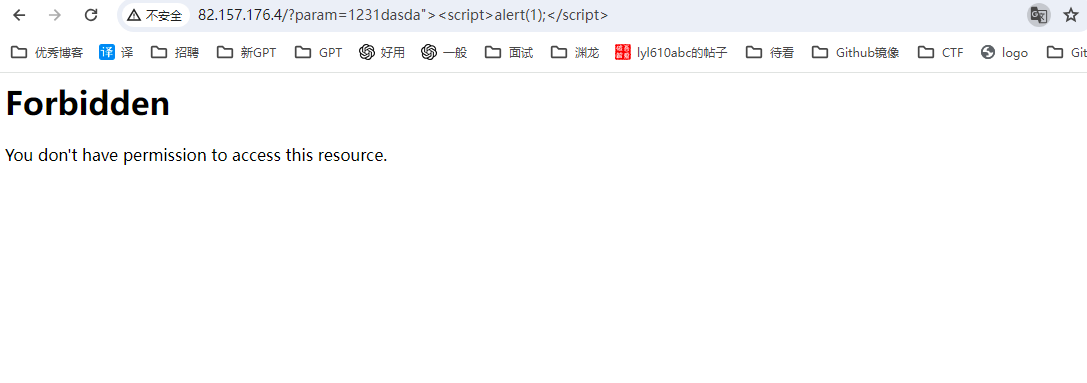 不安全 82.157.176.4/?param=1231dasda"><script>alert(1);</script>
优秀博客 译 译 招聘 新GPT GPT 好用 一般 面试 渊龙 lyl610abc的帖子 待看 Github镜像 CTF logo Git
Forbidden
You don't have permission to access this resource.